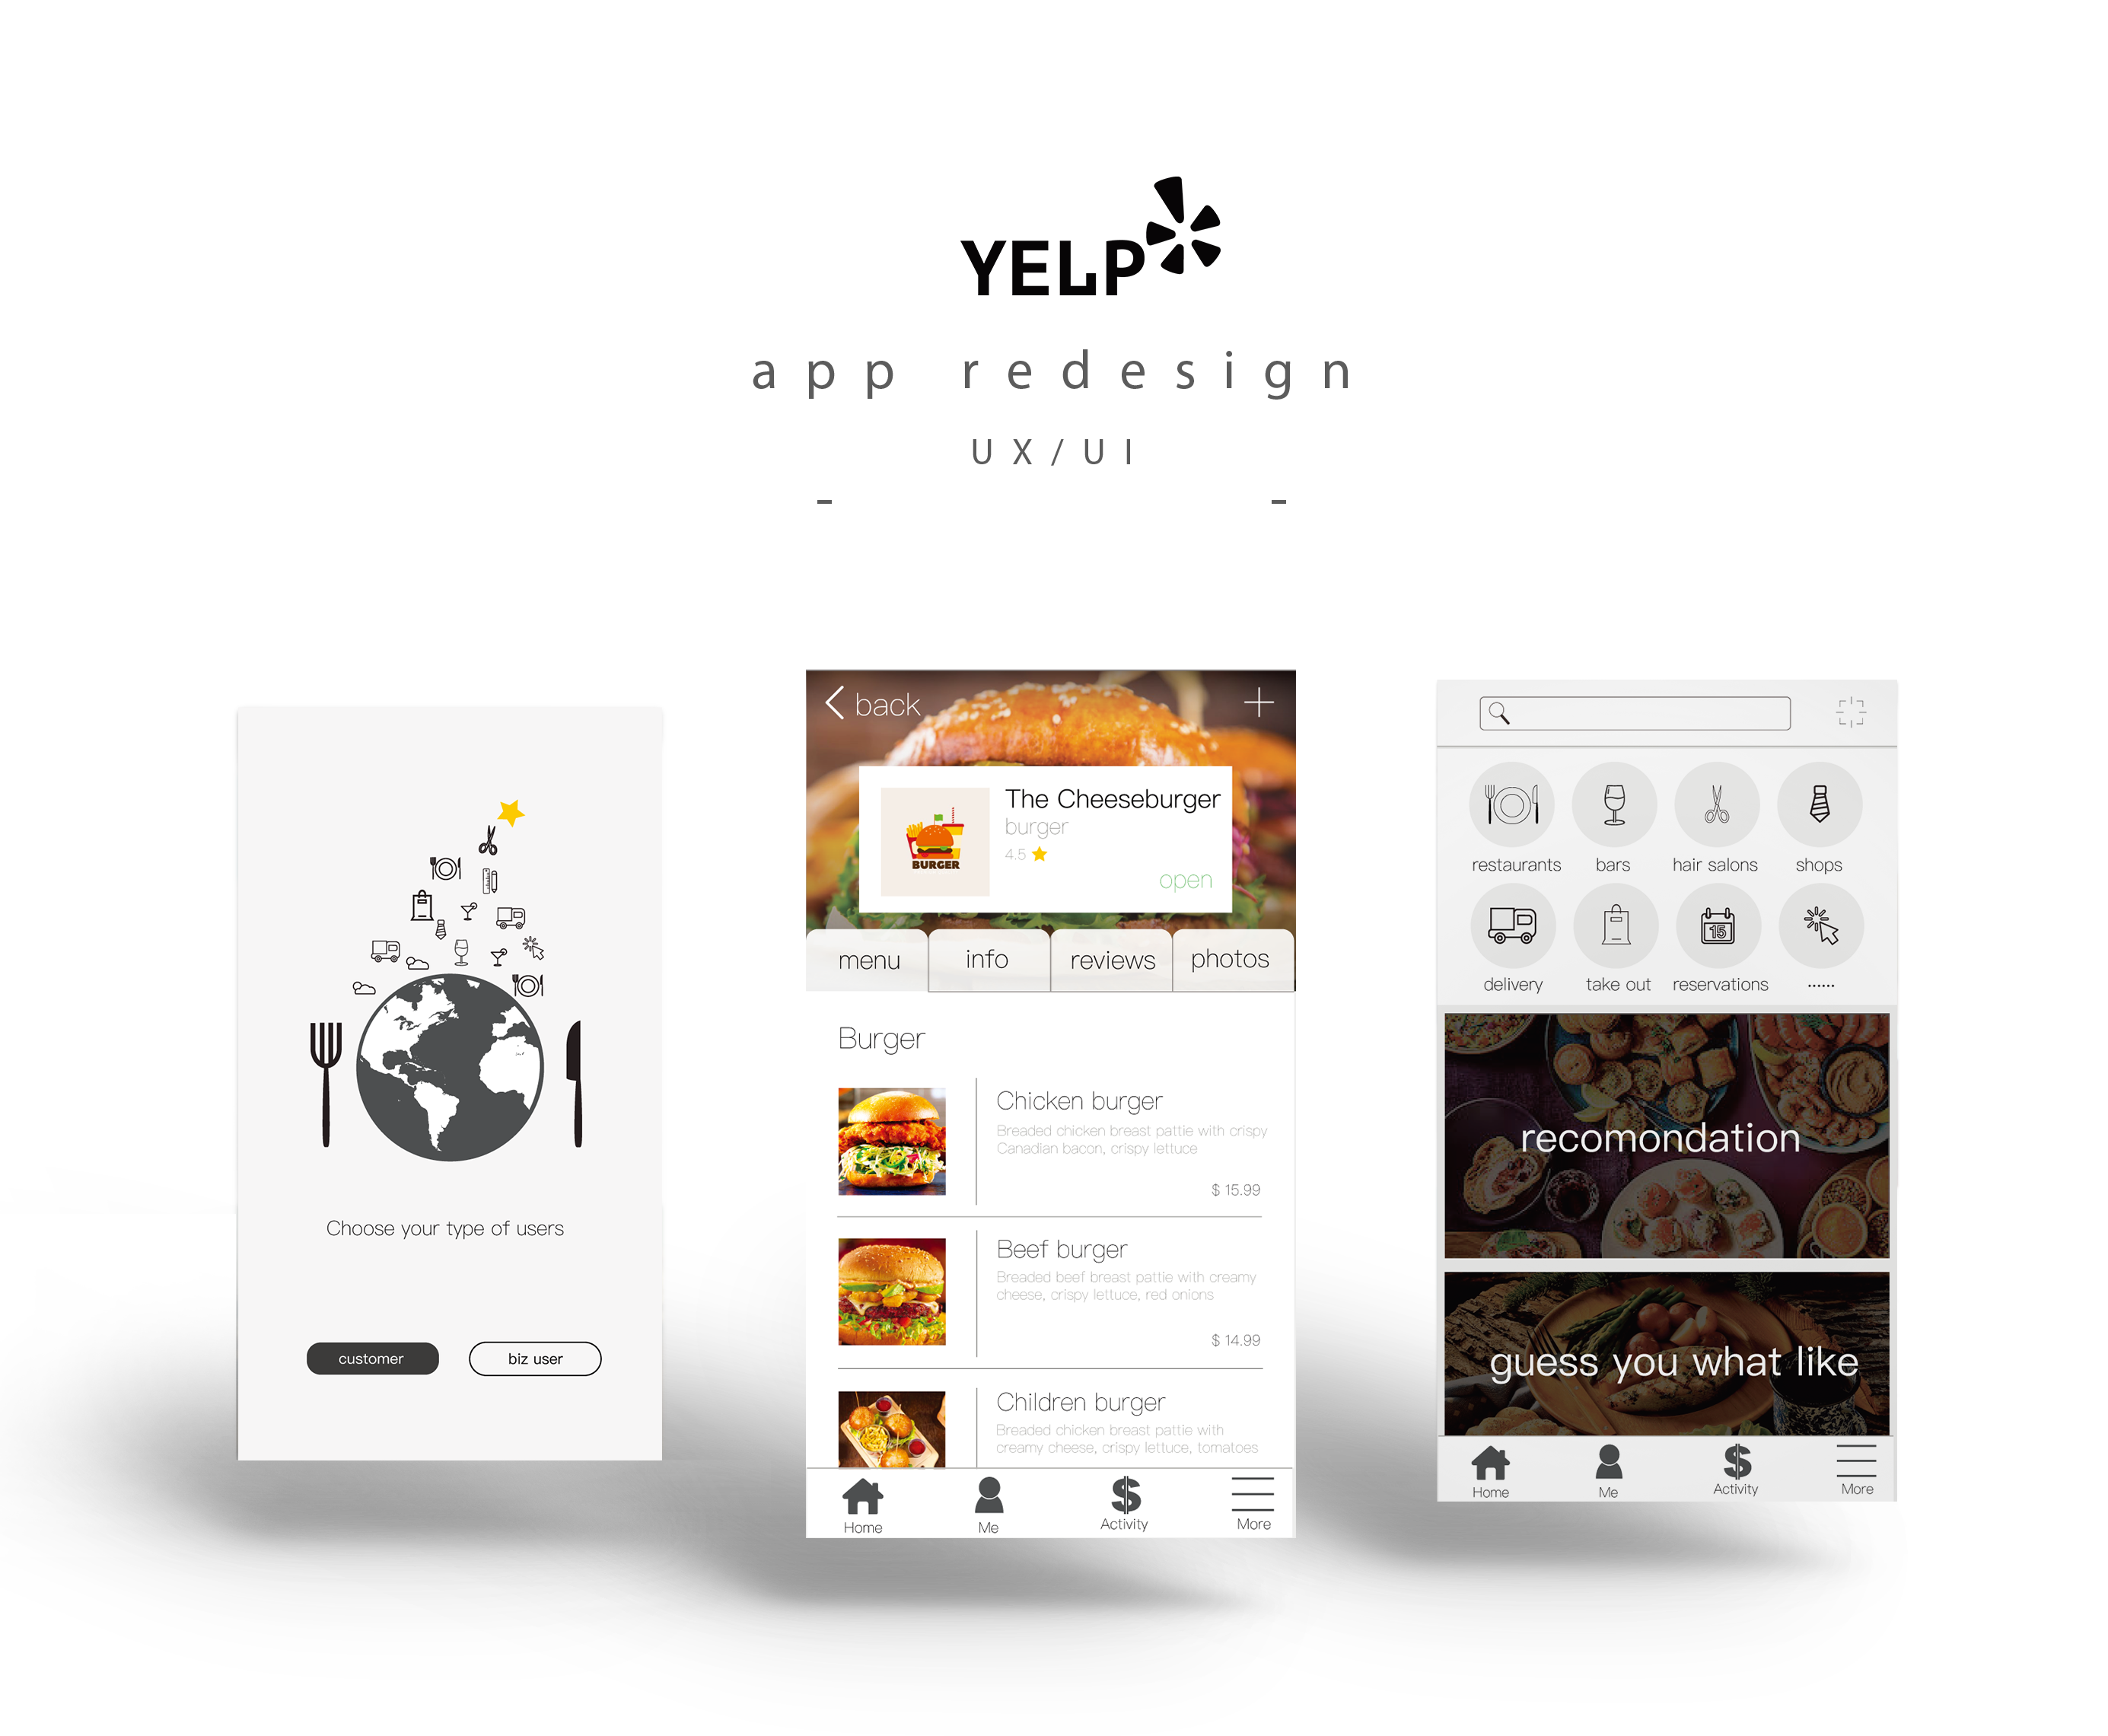 YELP
app redesign
UX/UI
- -
Choose your type of users
customer
biz user
back
The Cheeseburger
burger
4.5
open
BURGER
menu
info
reviews
photos
Burger
Chicken burger
Breaded chicken breast pattie with crispy
Canadian bacon, crispy lettuce
$ 15.99
Beef burger
Breaded beef breast pattie with creamy
cheese, crispy lettuce, red onions
$ 14.99
Children burger
Breaded chicken breast pattie with
creamy cheese, crispy lettuce, tomatoes
Home
Me
Activity
More
restaurants
bars
hair salons
shops
15
delivery
take out
reservations
......
recomondation
guess you what like
Home
Me
Activity
More